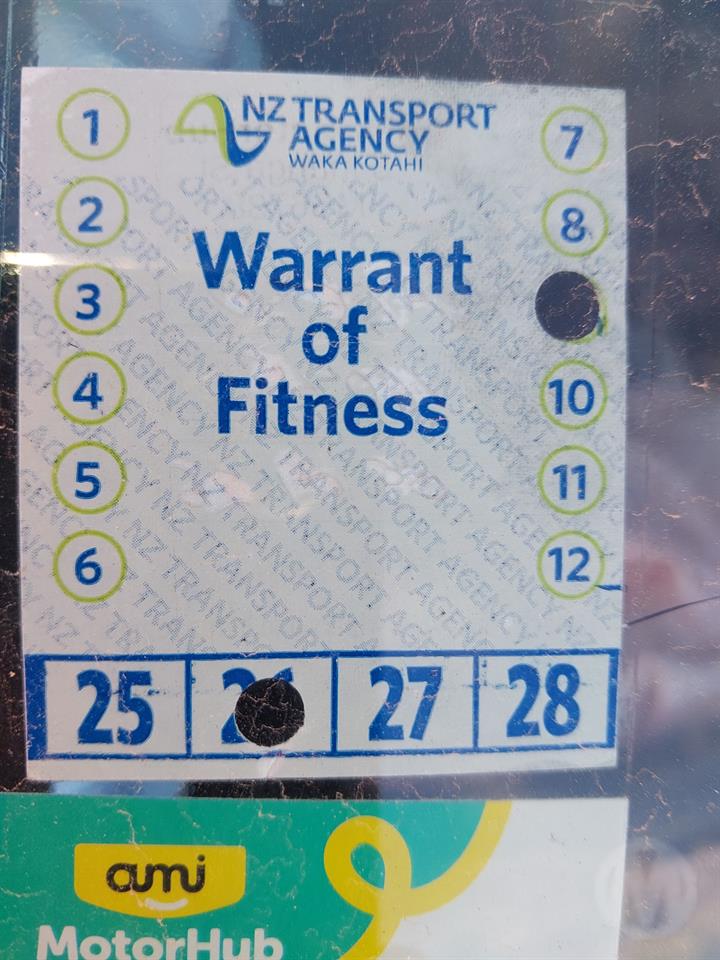 NZ TRANSPORT
AGENCY
WAKA KOTAHI
1
2
3
4
5
6
7
8
10
11
12
Warrant
of
Fitness
25
27
28
ami
MotorHub